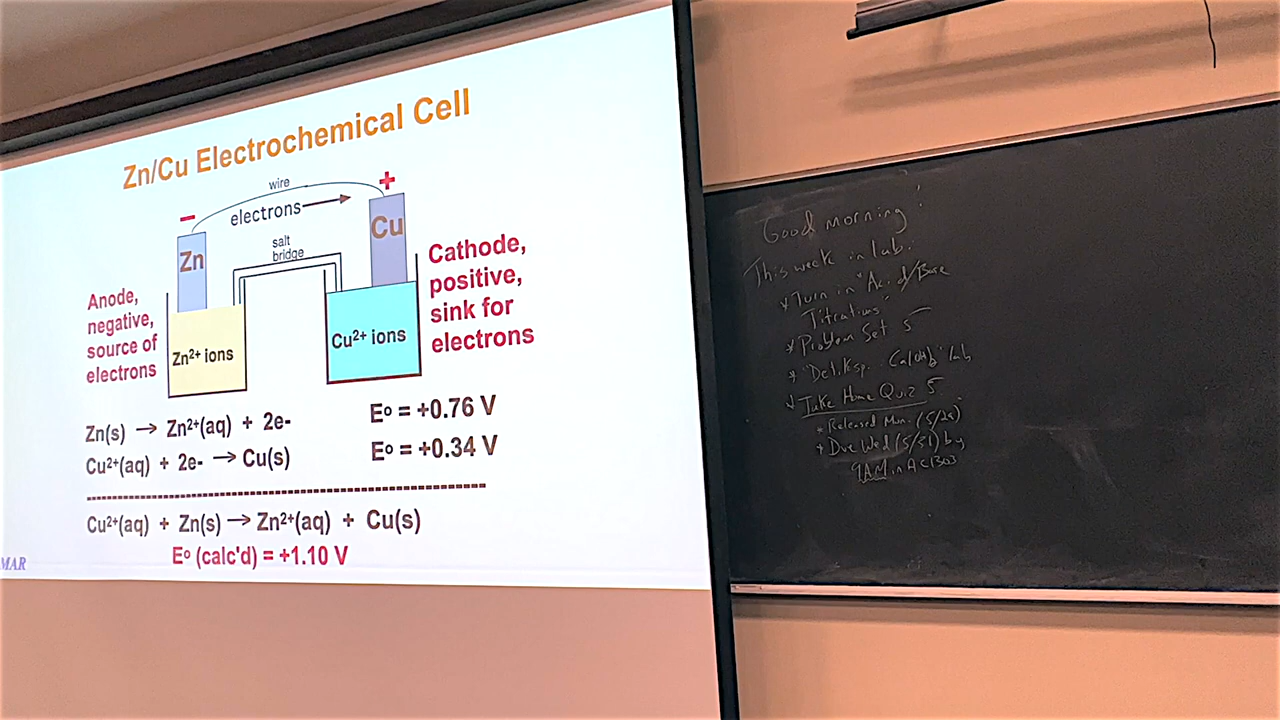 Zn/Cu Electrochemical Cell
wire
electrons
− +
Zn
Cu
salt
bridge
Anode,
negative,
source of
electrons
Cathode,
positive,
sink for
electrons
Zn²⁺ ions
Cu²⁺ ions
Zn(s) → Zn²⁺(aq) + 2e- Eᵒ = +0.76 V
Cu²⁺(aq) + 2e- → Cu(s) Eᵒ = +0.34 V
Cu²⁺(aq) + Zn(s) → Zn²⁺(aq) + Cu(s)
Eᵒ (calc'd) = +1.10 V
MAR
Good morning!
This week in lab:
* Turn in "Acid/Base
Titrations"
* Problem Set 5
* "Det. Ksp. Ca(OH)₂" lab
Take Home Quiz 5
* Released Mon.
* Due Wed (5/31) by
9AM in